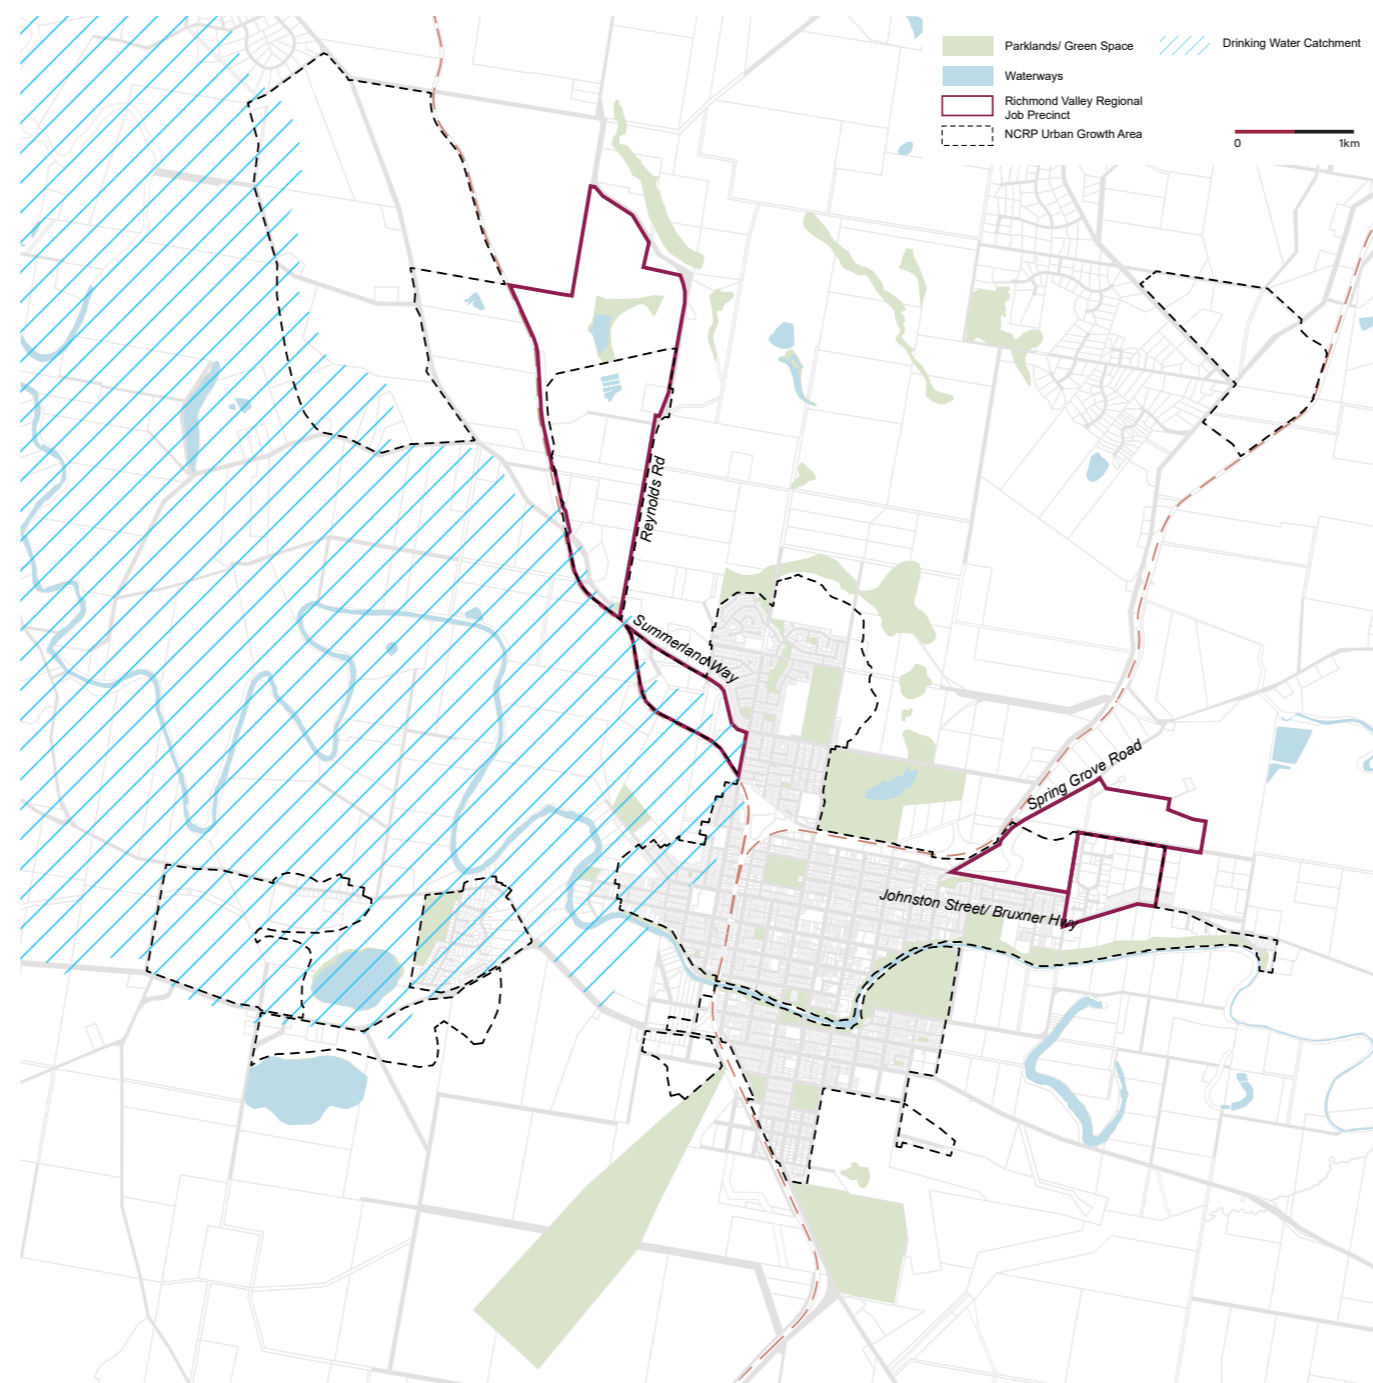 Parklands/ Green Space
Drinking Water Catchment
Waterways
Richmond Valley Regional
Job Precinct
NCRP Urban Growth Area
0 1km
Reynolds Rd
Summerland Way
Spring Grove Road
Johnston Street/ Bruxner Hwy